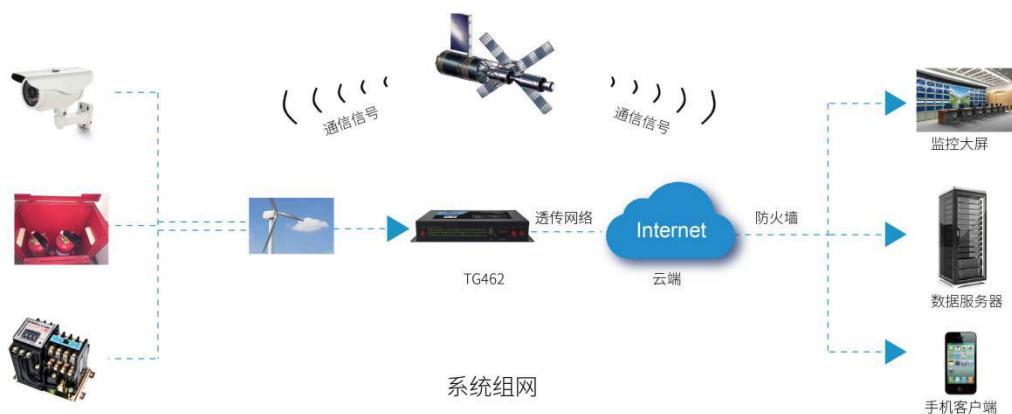 通信信号
通信信号
监控大屏
透传网络
Internet
防火墙
TG462
云端
数据服务器
系统组网
手机客户端